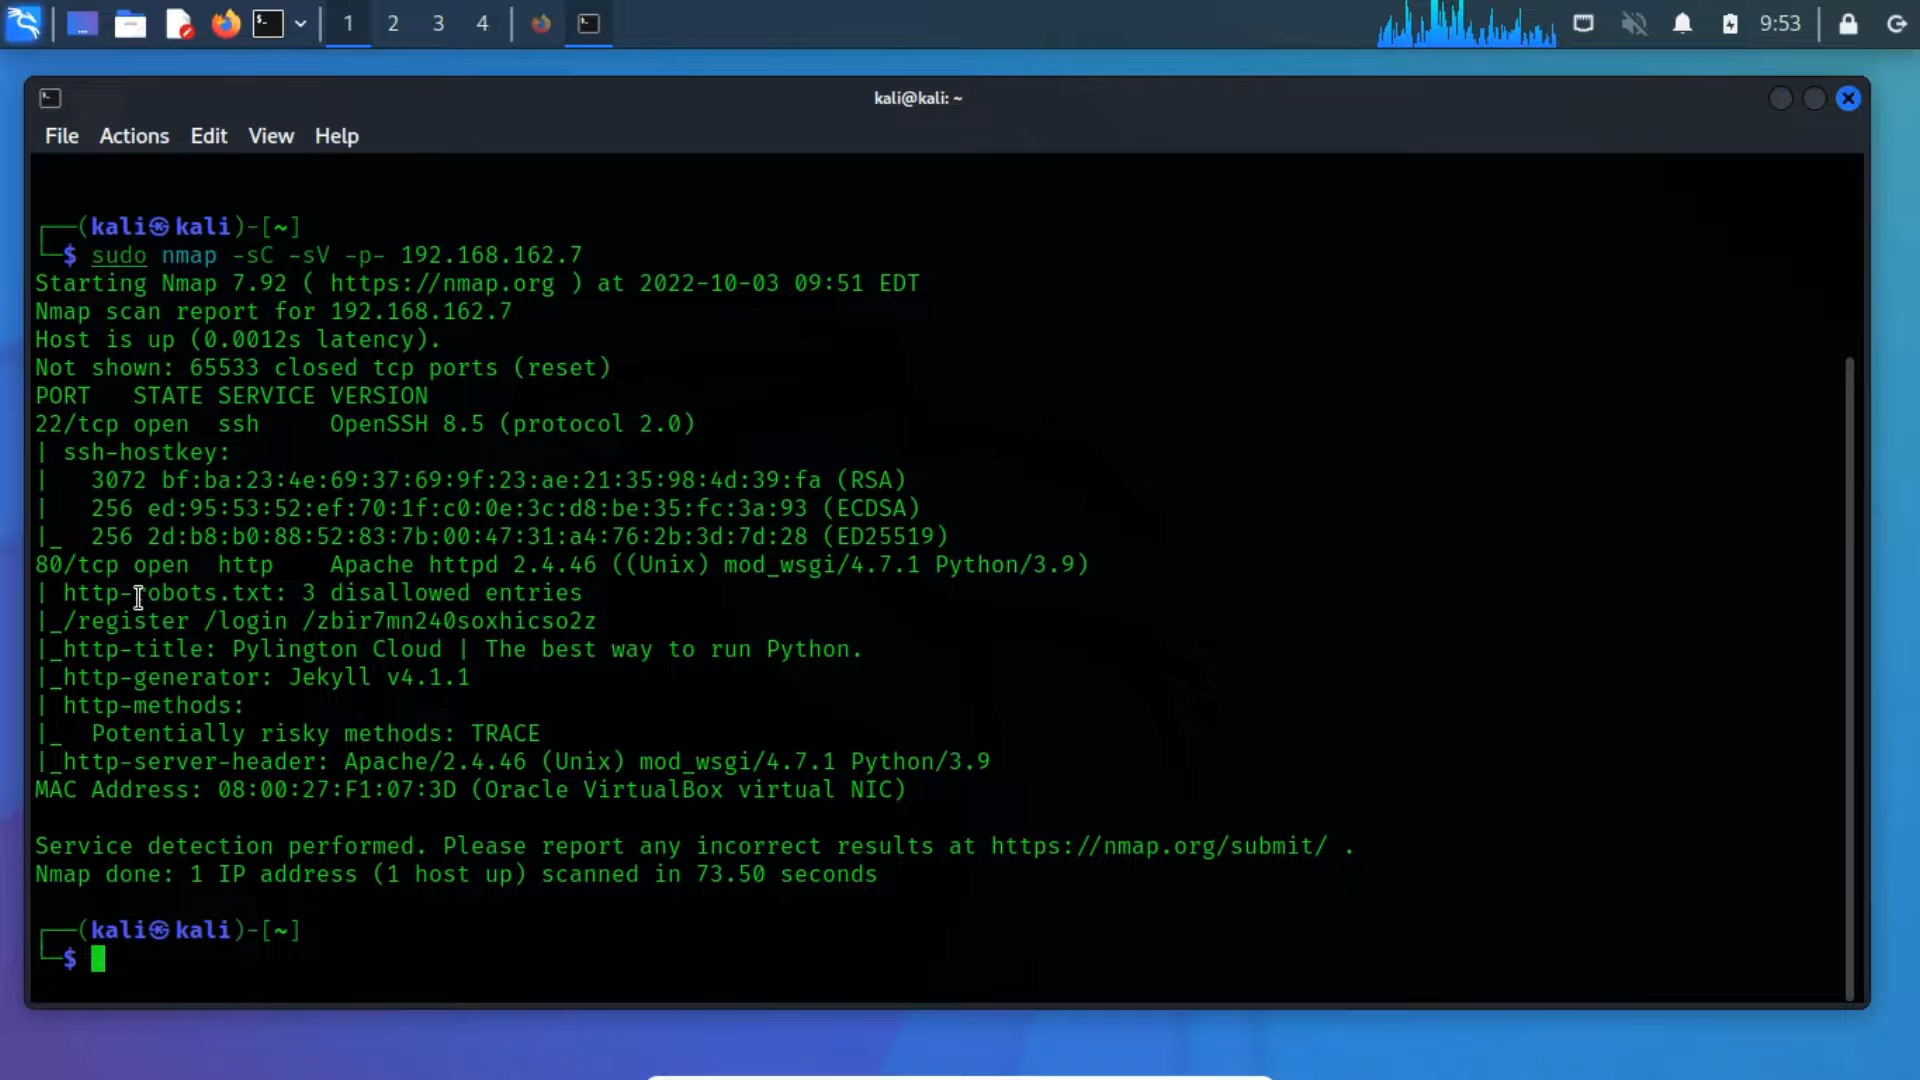 1 2 3 4 9:53
kali@kali: ~
File Actions Edit View Help
┌──(kali㉿kali)-[~]
└─$ sudo nmap -sC -sV -p- 192.168.162.7
Starting Nmap 7.92 ( https://nmap.org ) at 2022-10-03 09:51 EDT
Nmap scan report for 192.168.162.7
Host is up (0.0012s latency).
Not shown: 65533 closed tcp ports (reset)
PORT   STATE SERVICE VERSION
22/tcp open  ssh     OpenSSH 8.5 (protocol 2.0)
| ssh-hostkey:
|   3072 bf:ba:23:4e:69:37:69:9f:23:ae:21:35:98:4d:39:fa (RSA)
|   256 ed:95:53:52:ef:70:1f:c0:0e:3c:d8:be:35:fc:3a:93 (ECDSA)
|_  256 2d:b8:b0:88:52:83:7b:00:47:31:a4:76:2b:3d:7d:28 (ED25519)
80/tcp open  http    Apache httpd 2.4.46 ((Unix) mod_wsgi/4.7.1 Python/3.9)
| http-robots.txt: 3 disallowed entries
|_/register /login /zbir7mn240soxhicso2z
|_http-title: Pylington Cloud | The best way to run Python.
|_http-generator: Jekyll v4.1.1
| http-methods:
|_  Potentially risky methods: TRACE
|_http-server-header: Apache/2.4.46 (Unix) mod_wsgi/4.7.1 Python/3.9
MAC Address: 08:00:27:F1:07:3D (Oracle VirtualBox virtual NIC)
Service detection performed. Please report any incorrect results at https://nmap.org/submit/ .
Nmap done: 1 IP address (1 host up) scanned in 73.50 seconds
┌──(kali㉿kali)-[~]
└─$